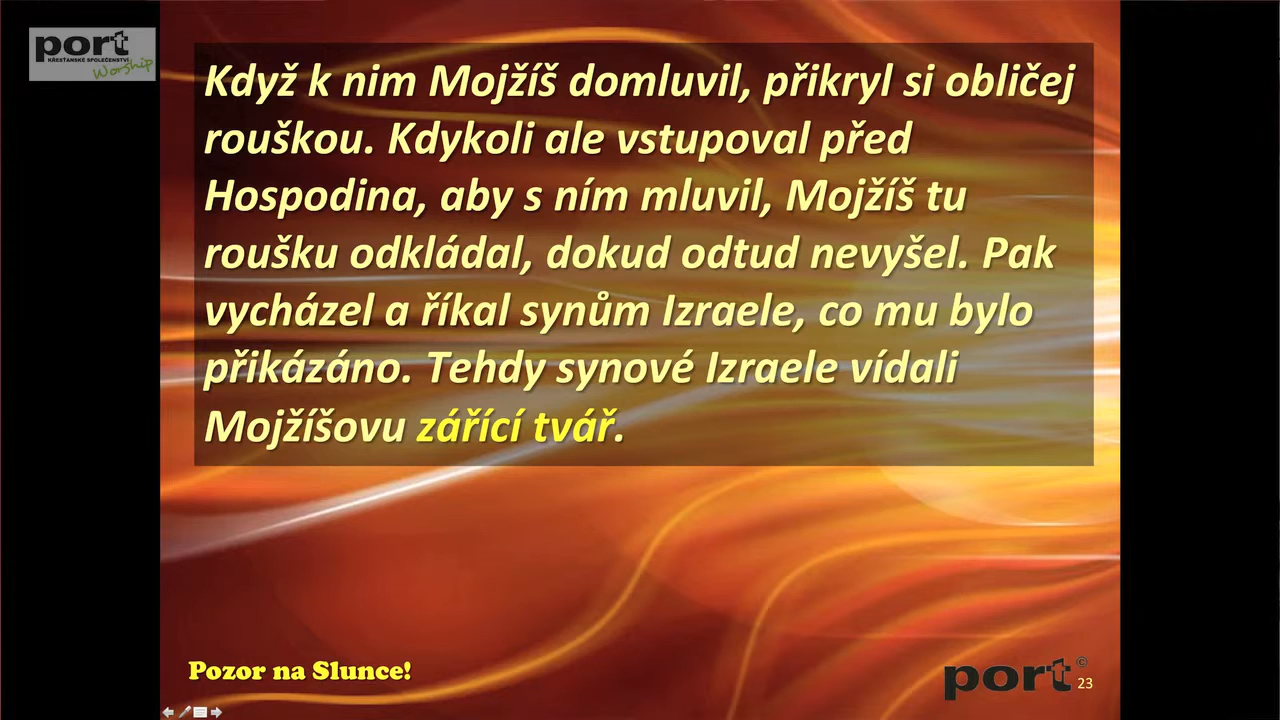 port
KŘESŤANSKÉ SPOLEČENSTVÍ
Worship
Když k nim Mojžíš domluvil, přikryl si obličej
rouškou. Kdykoli ale vstupoval před
Hospodina, aby s ním mluvil, Mojžíš tu
roušku odkládal, dokud odtud nevyšel. Pak
vycházel a říkal synům Izraele, co mu bylo
přikázáno. Tehdy synové Izraele vídali
Mojžíšovu zářící tvář.
Pozor na Slunce!
port©
23